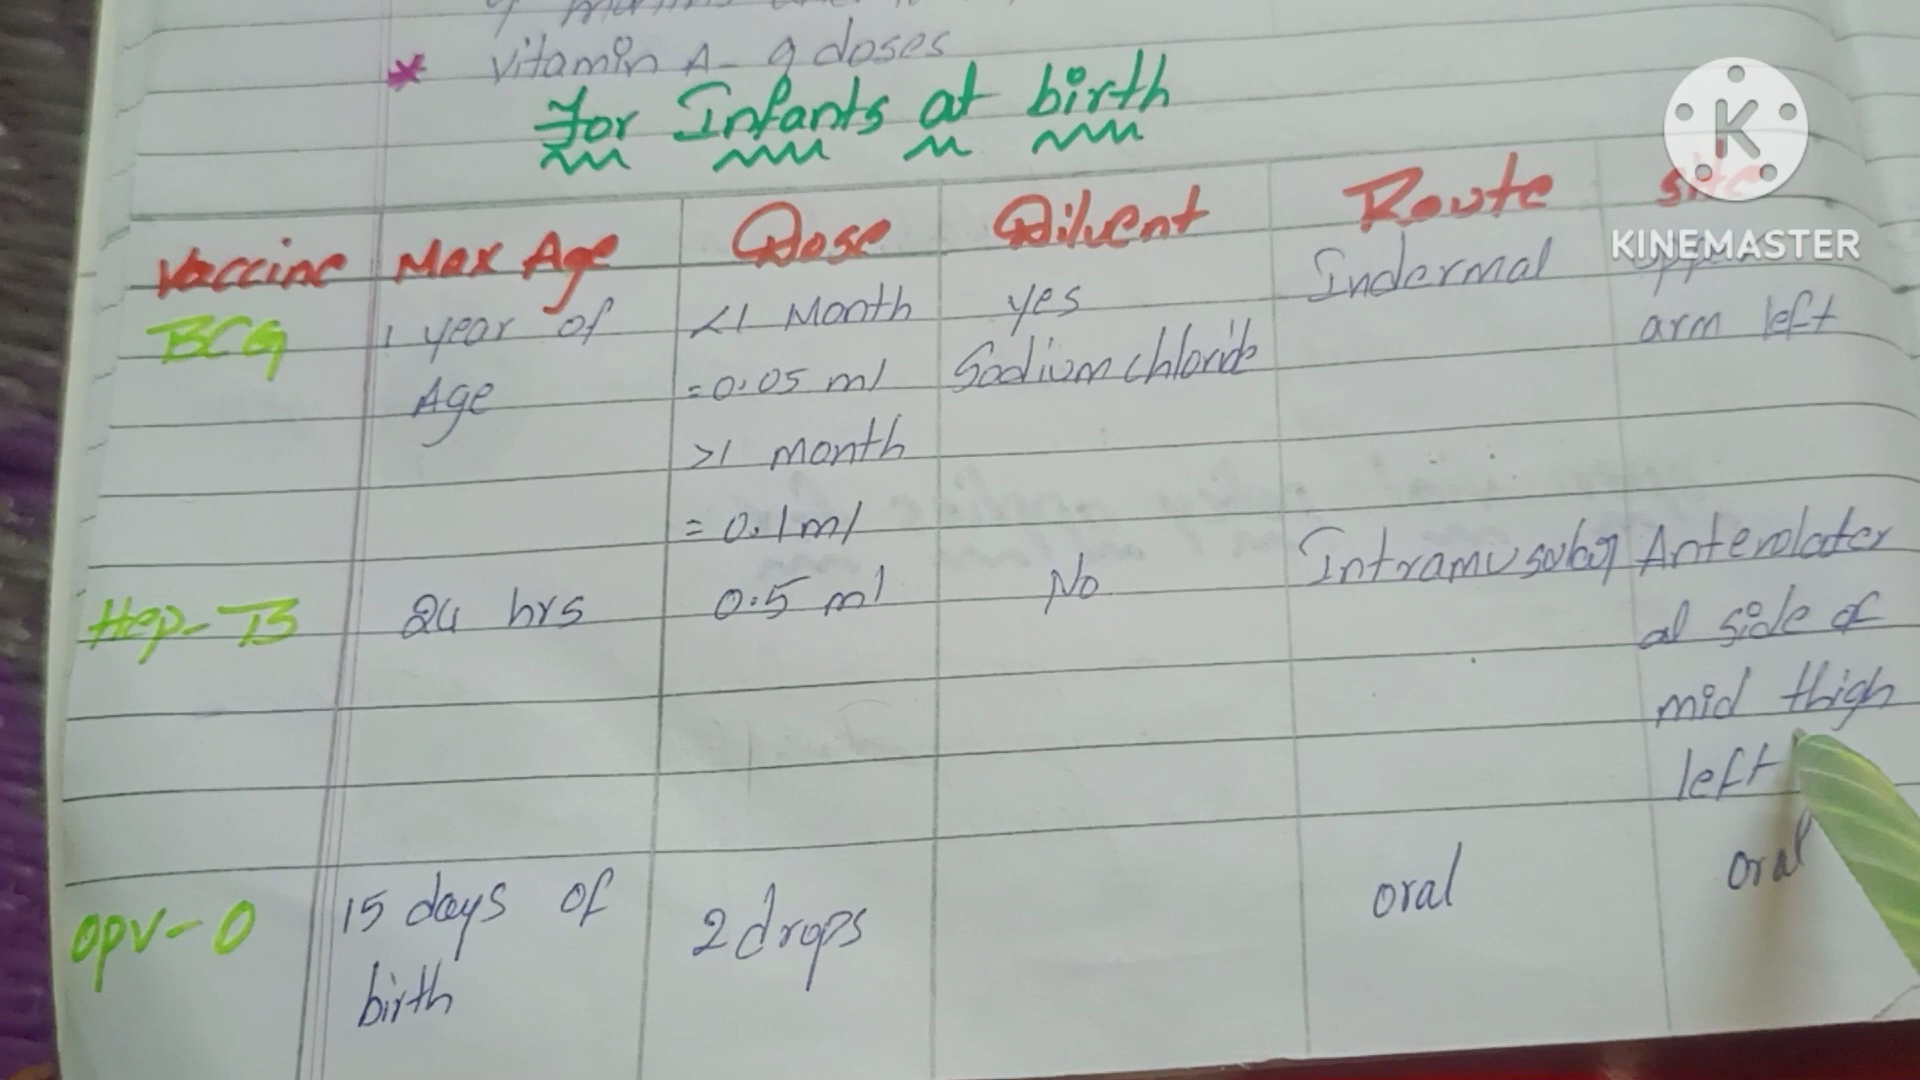 * Vitamin A - 9 doses
For Infants at birth
Vaccine Max Age Dose Diluent Route Site
BCG 1 year of <1 Month yes Indermal upper
Age =0.05 ml Sodium chloride arm left
>1 month
= 0.1ml
Hep-B 24 hrs 0.5 ml No Anterolater
al side of
mid thigh
left
OPV-0 15 days of 2 drops oral oral
birth
K
KINEMASTER